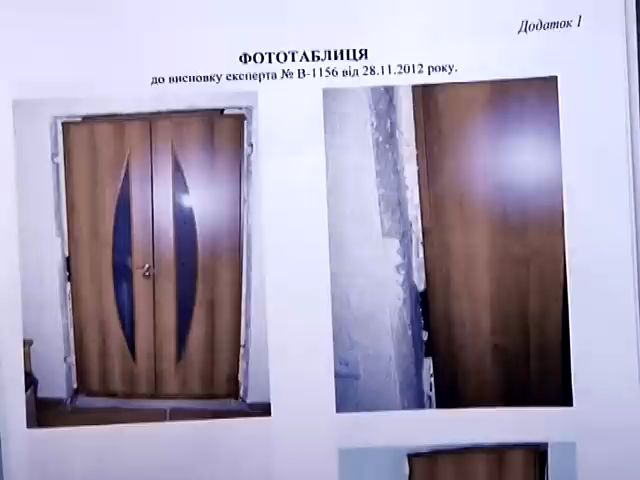 Додаток 1
ФОТОТАБЛИЦЯ
до висновку експерта № В-1156 від 28.11.2012 року.